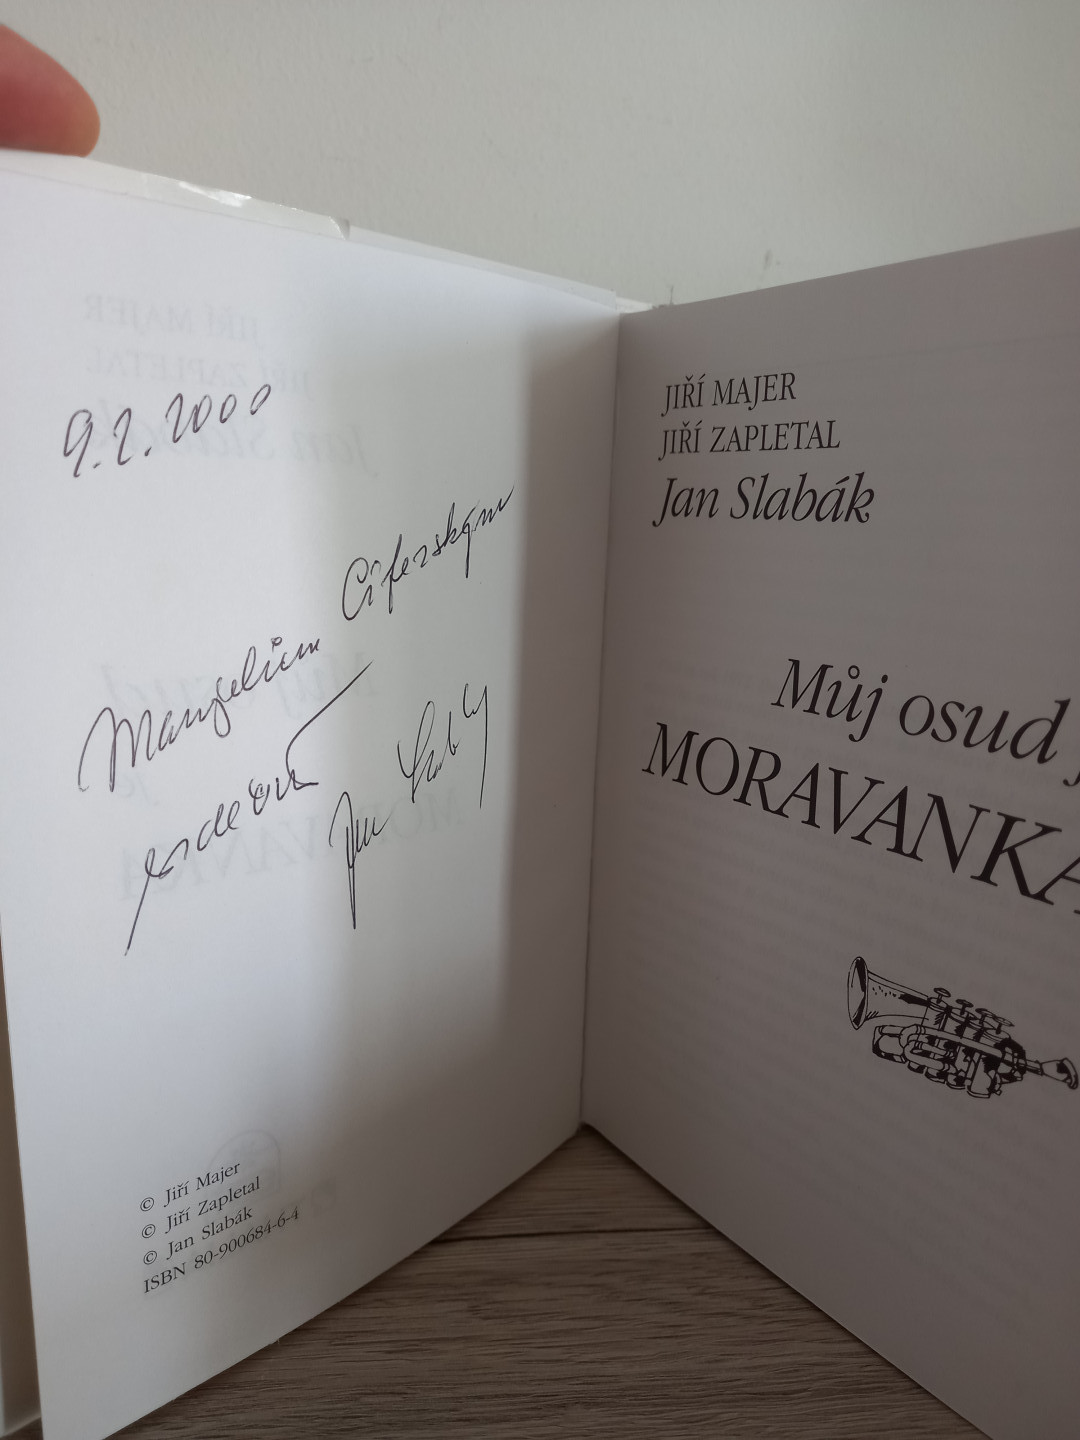 9.2.2000
Manželům Ciferským
srdečně
Jan Slabák
© Jiří Majer
© Jiří Zapletal
© Jan Slabák
ISBN 80-900684-6-4
JIŘÍ MAJER
JIŘÍ ZAPLETAL
Jan Slabák
Můj osud j
MORAVANKA